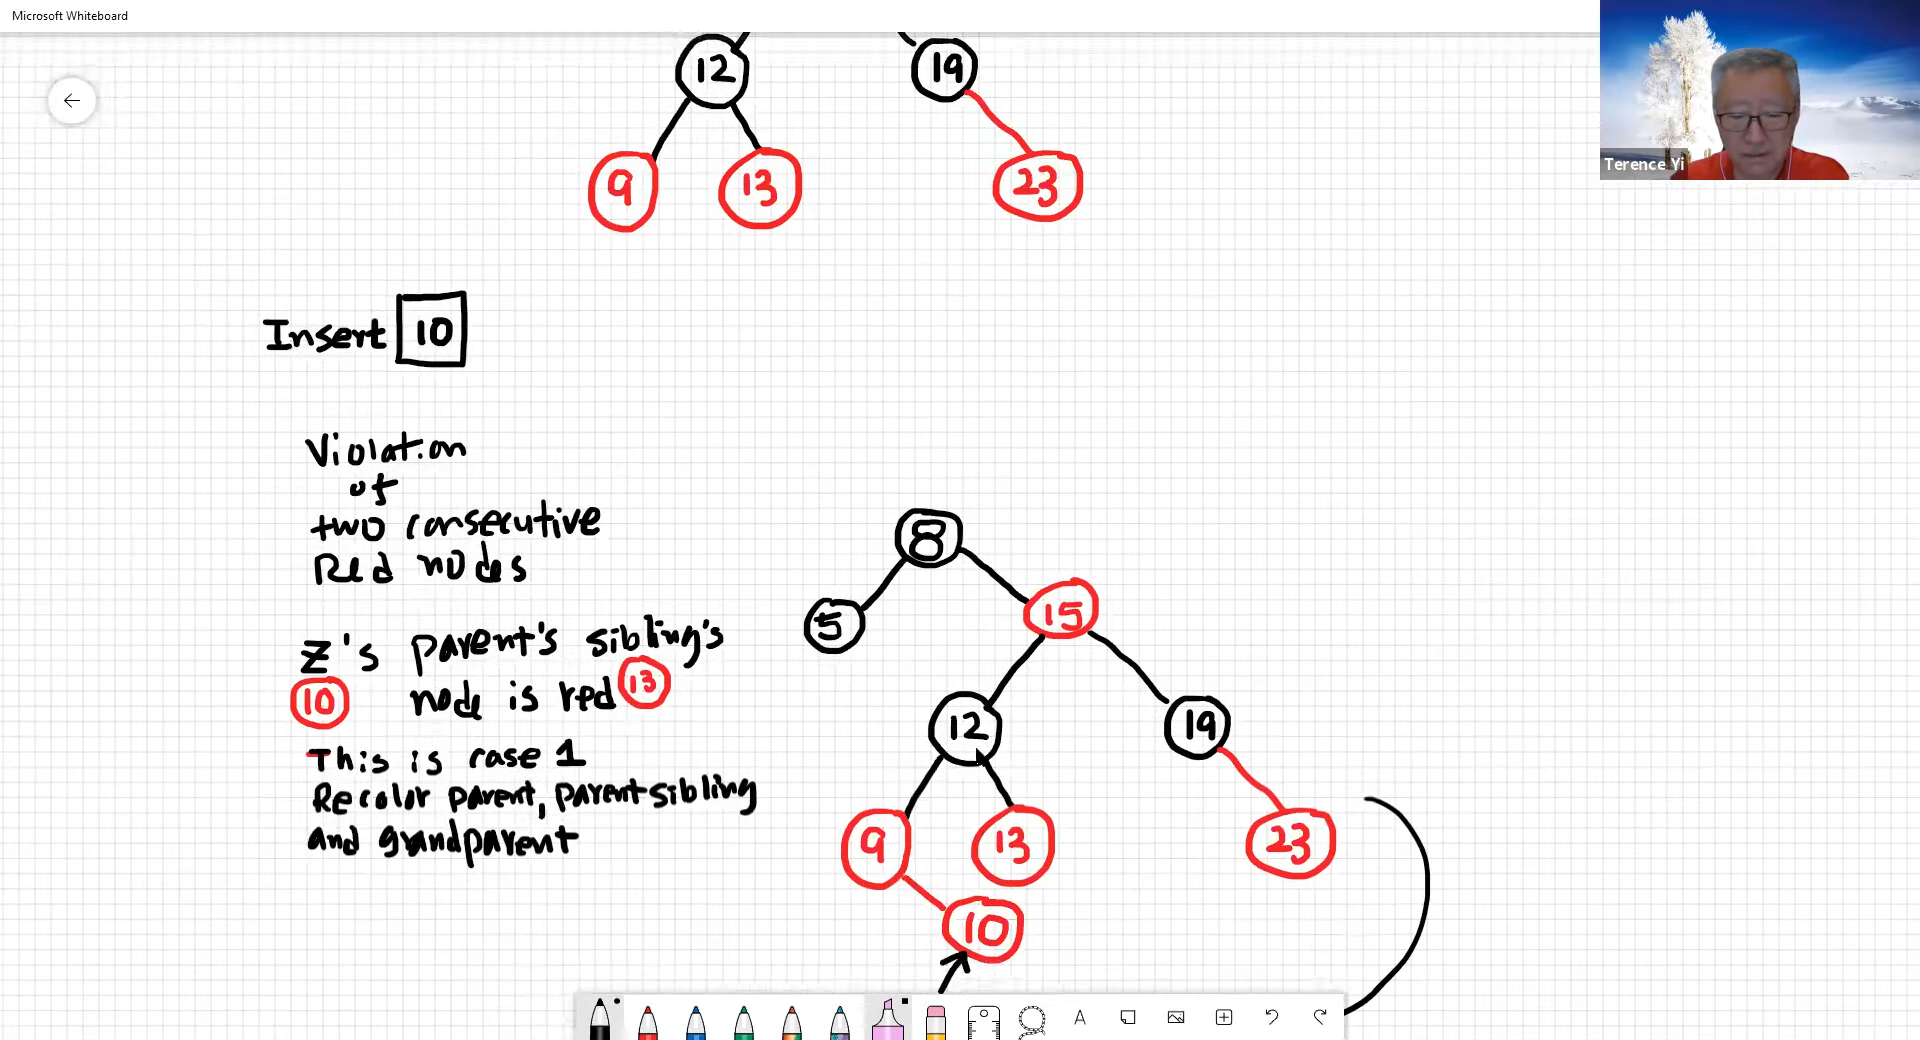 Microsoft Whiteboard
Terence Yi
12
19
9
13
23
Insert 10
Violation
of
two consecutive
Red nodes
8
15
5
z's parent's sibling's
10 node is red 13
12
19
This is case 1
Recolor parent, parent sibling
and grandparent
9
13
23
10
A